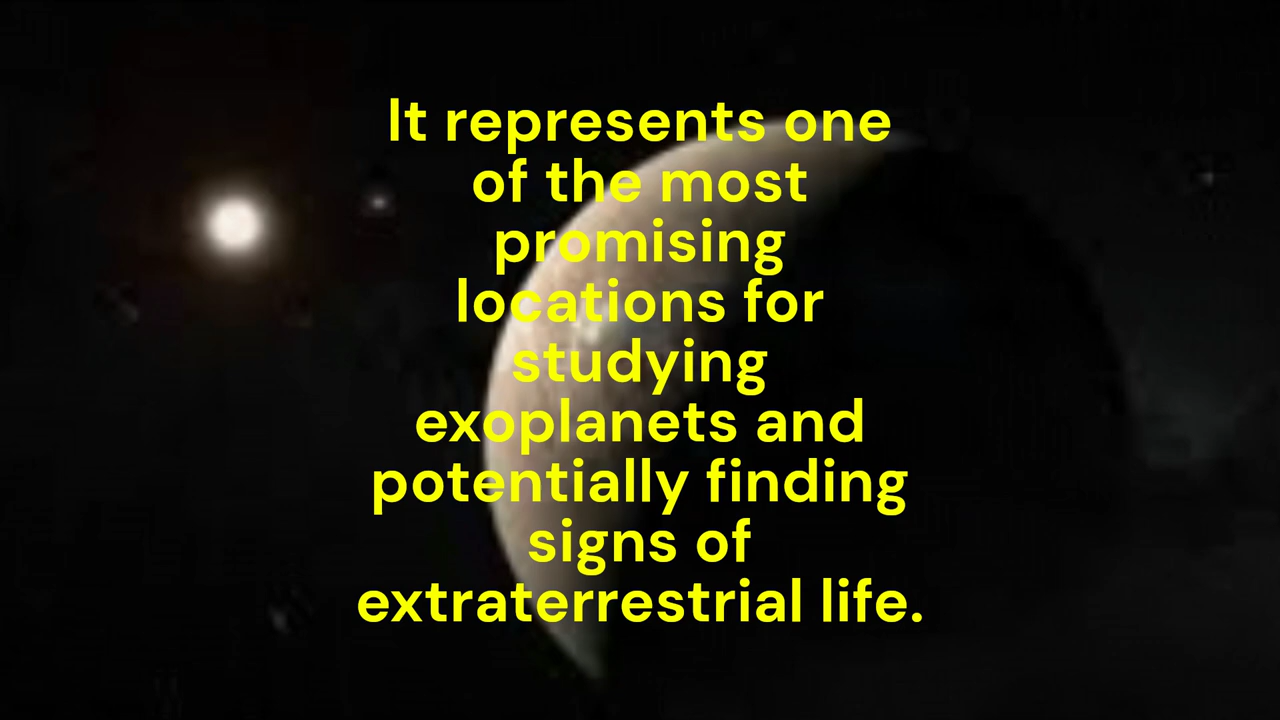 It represents one
of the most
promising
locations for
studying
exoplanets and
potentially finding
signs of
extraterrestrial life.